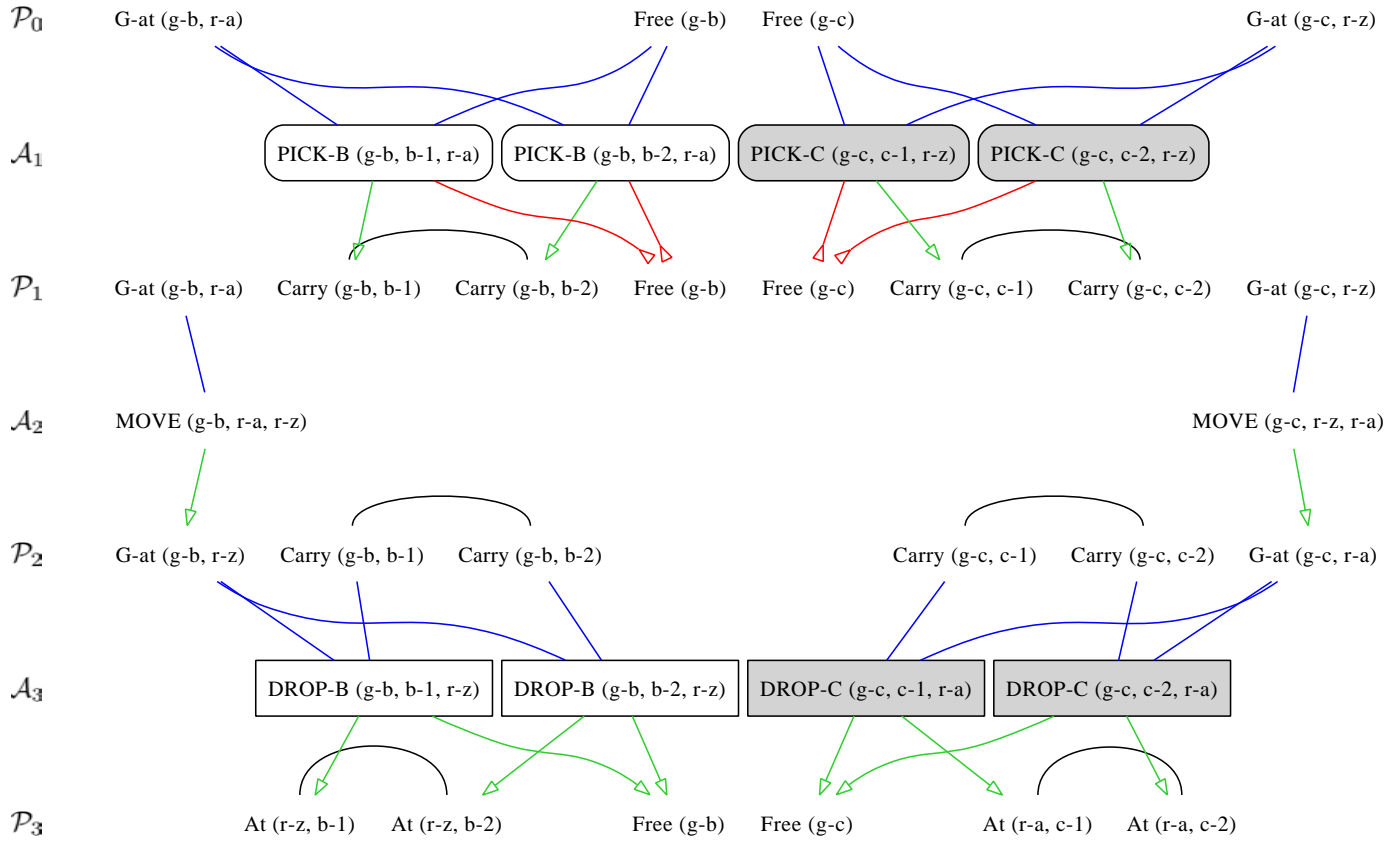 𝒫₀ G-at (g-b, r-a) Free (g-b) Free (g-c) G-at (g-c, r-z)
𝒜₁ PICK-B (g-b, b-1, r-a) PICK-B (g-b, b-2, r-a) PICK-C (g-c, c-1, r-z) PICK-C (g-c, c-2, r-z)
𝒫₁ G-at (g-b, r-a) Carry (g-b, b-1) Carry (g-b, b-2) Free (g-b) Free (g-c) Carry (g-c, c-1) Carry (g-c, c-2) G-at (g-c, r-z)
𝒜₂ MOVE (g-b, r-a, r-z) MOVE (g-c, r-z, r-a)
𝒫₂ G-at (g-b, r-z) Carry (g-b, b-1) Carry (g-b, b-2) Carry (g-c, c-1) Carry (g-c, c-2) G-at (g-c, r-a)
𝒜₃ DROP-B (g-b, b-1, r-z) DROP-B (g-b, b-2, r-z) DROP-C (g-c, c-1, r-a) DROP-C (g-c, c-2, r-a)
𝒫₃ At (r-z, b-1) At (r-z, b-2) Free (g-b) Free (g-c) At (r-a, c-1) At (r-a, c-2)